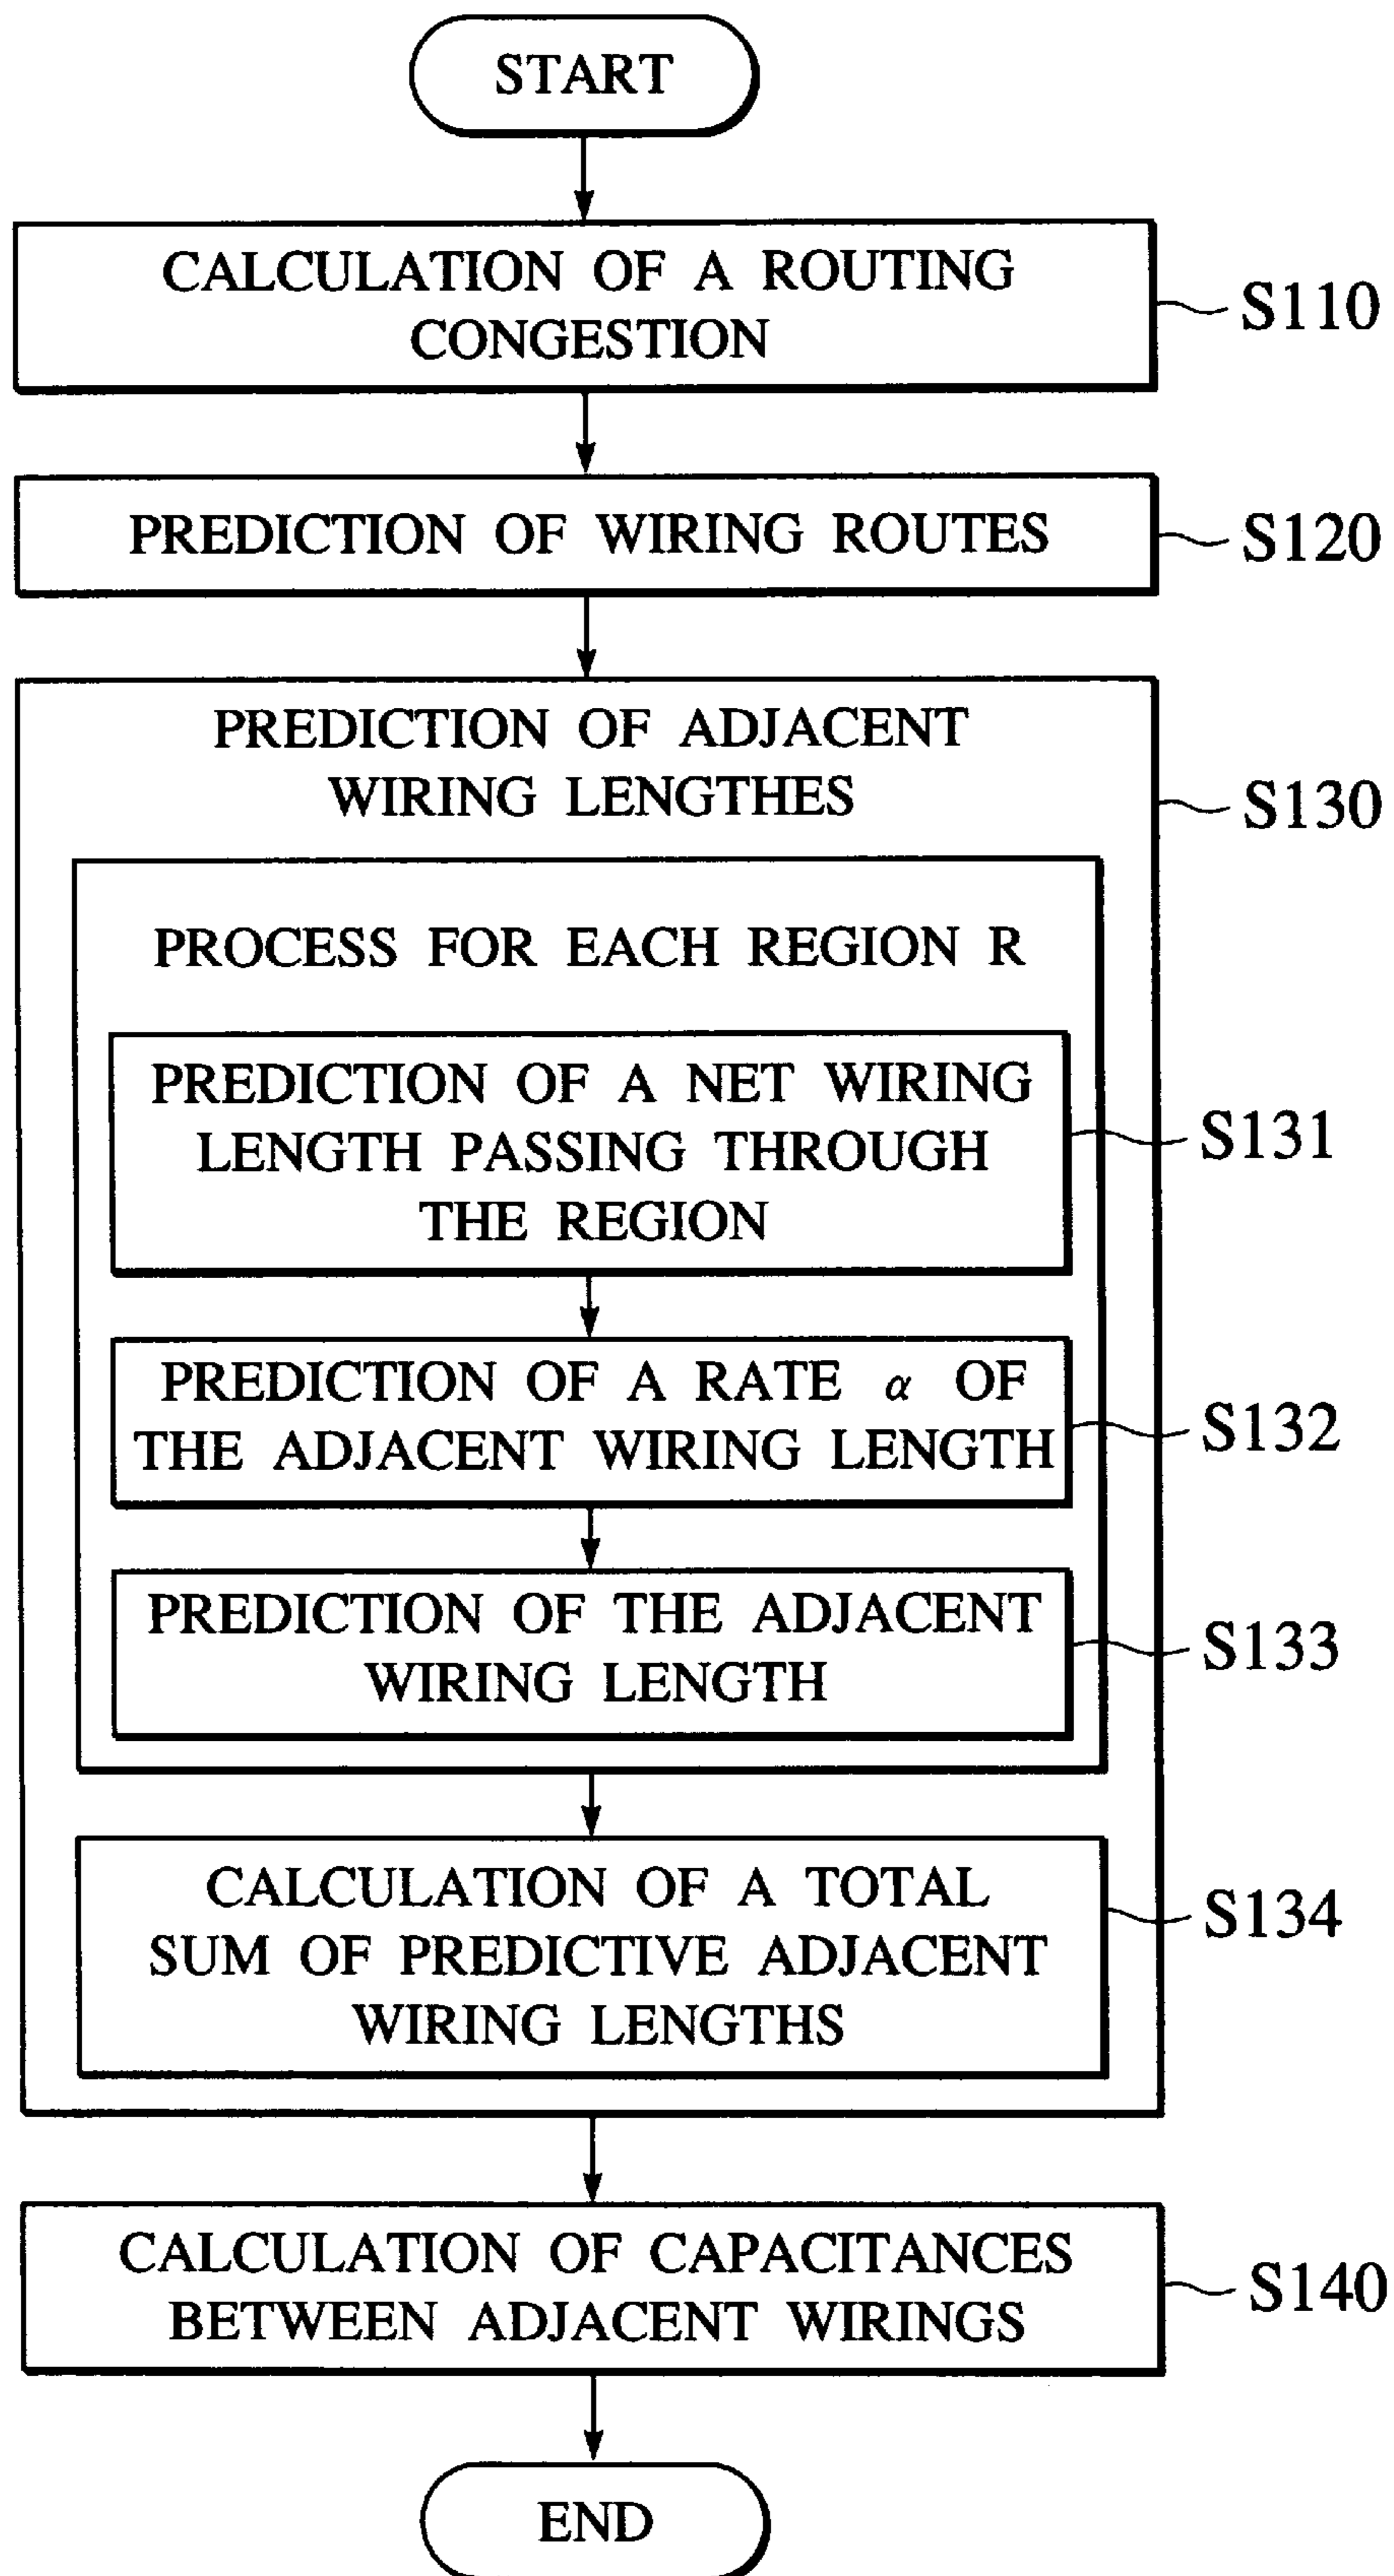 START
CALCULATION OF A ROUTING
CONGESTION
S110
PREDICTION OF WIRING ROUTES
S120
PREDICTION OF ADJACENT
WIRING LENGTHES
S130
PROCESS FOR EACH REGION R
PREDICTION OF A NET WIRING
LENGTH PASSING THROUGH
THE REGION
S131
PREDICTION OF A RATE α OF
THE ADJACENT WIRING LENGTH
S132
PREDICTION OF THE ADJACENT
WIRING LENGTH
S133
CALCULATION OF A TOTAL
SUM OF PREDICTIVE ADJACENT
WIRING LENGTHS
S134
CALCULATION OF CAPACITANCES
BETWEEN ADJACENT WIRINGS
S140
END